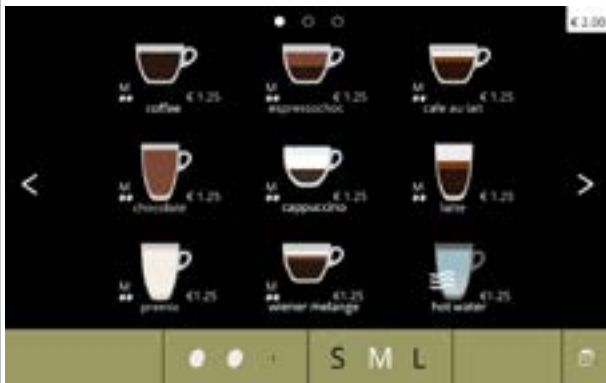 € 2.00
M € 1.25
coffee
M € 1.25
espressochoc
M € 1.25
cafe au lait
<
M € 1.25
chocolate
M € 1.25
cappuccino
M € 1.25
latte
>
M €1.25
M €1.25
wiener melange
€1.25
hot water
S M L